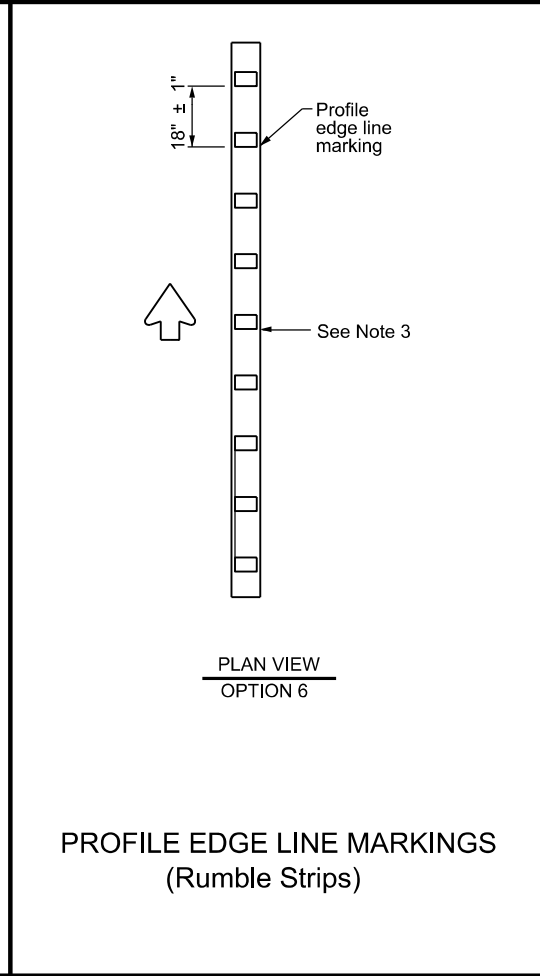 18" ± 1"
Profile
edge line
marking
See Note 3
PLAN VIEW
OPTION 6
PROFILE EDGE LINE MARKINGS
(Rumble Strips)